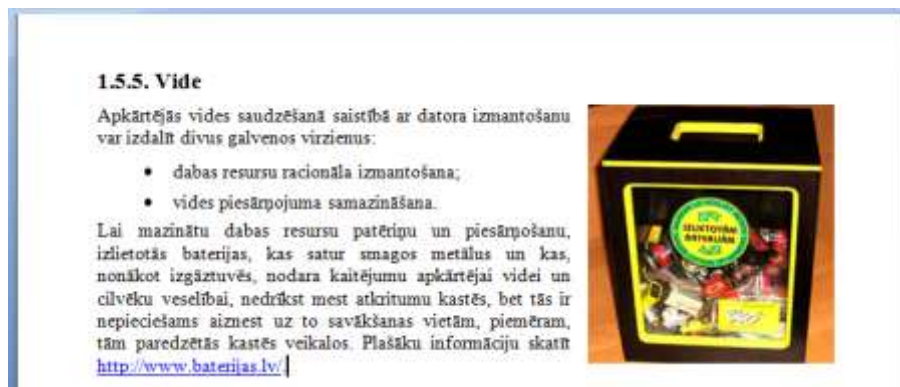 1.5.5. Vide
Apkārtējās vides saudzēšanā saistībā ar datora izmantošanu
var izdalīt divus galvenos virzienus:
• dabas resursu racionāla izmantošana;
• vides piesārņojuma samazināšana.
Lai mazinātu dabas resursu patēriņu un piesārņošanu,
izlietotās baterijas, kas satur smagos metālus un kas,
nonākot izgāztuvēs, nodara kaitējumu apkārtējai videi un
cilvēku veselībai, nedrīkst mest atkritumu kastēs, bet tās ir
nepieciešams aiznest uz to savākšanas vietām, piemēram,
tām paredzētās kastēs veikalos. Plašāku informāciju skatīt
http://www.baterijas.lv/.
IZLIETOTĀM
BATERIJĀM